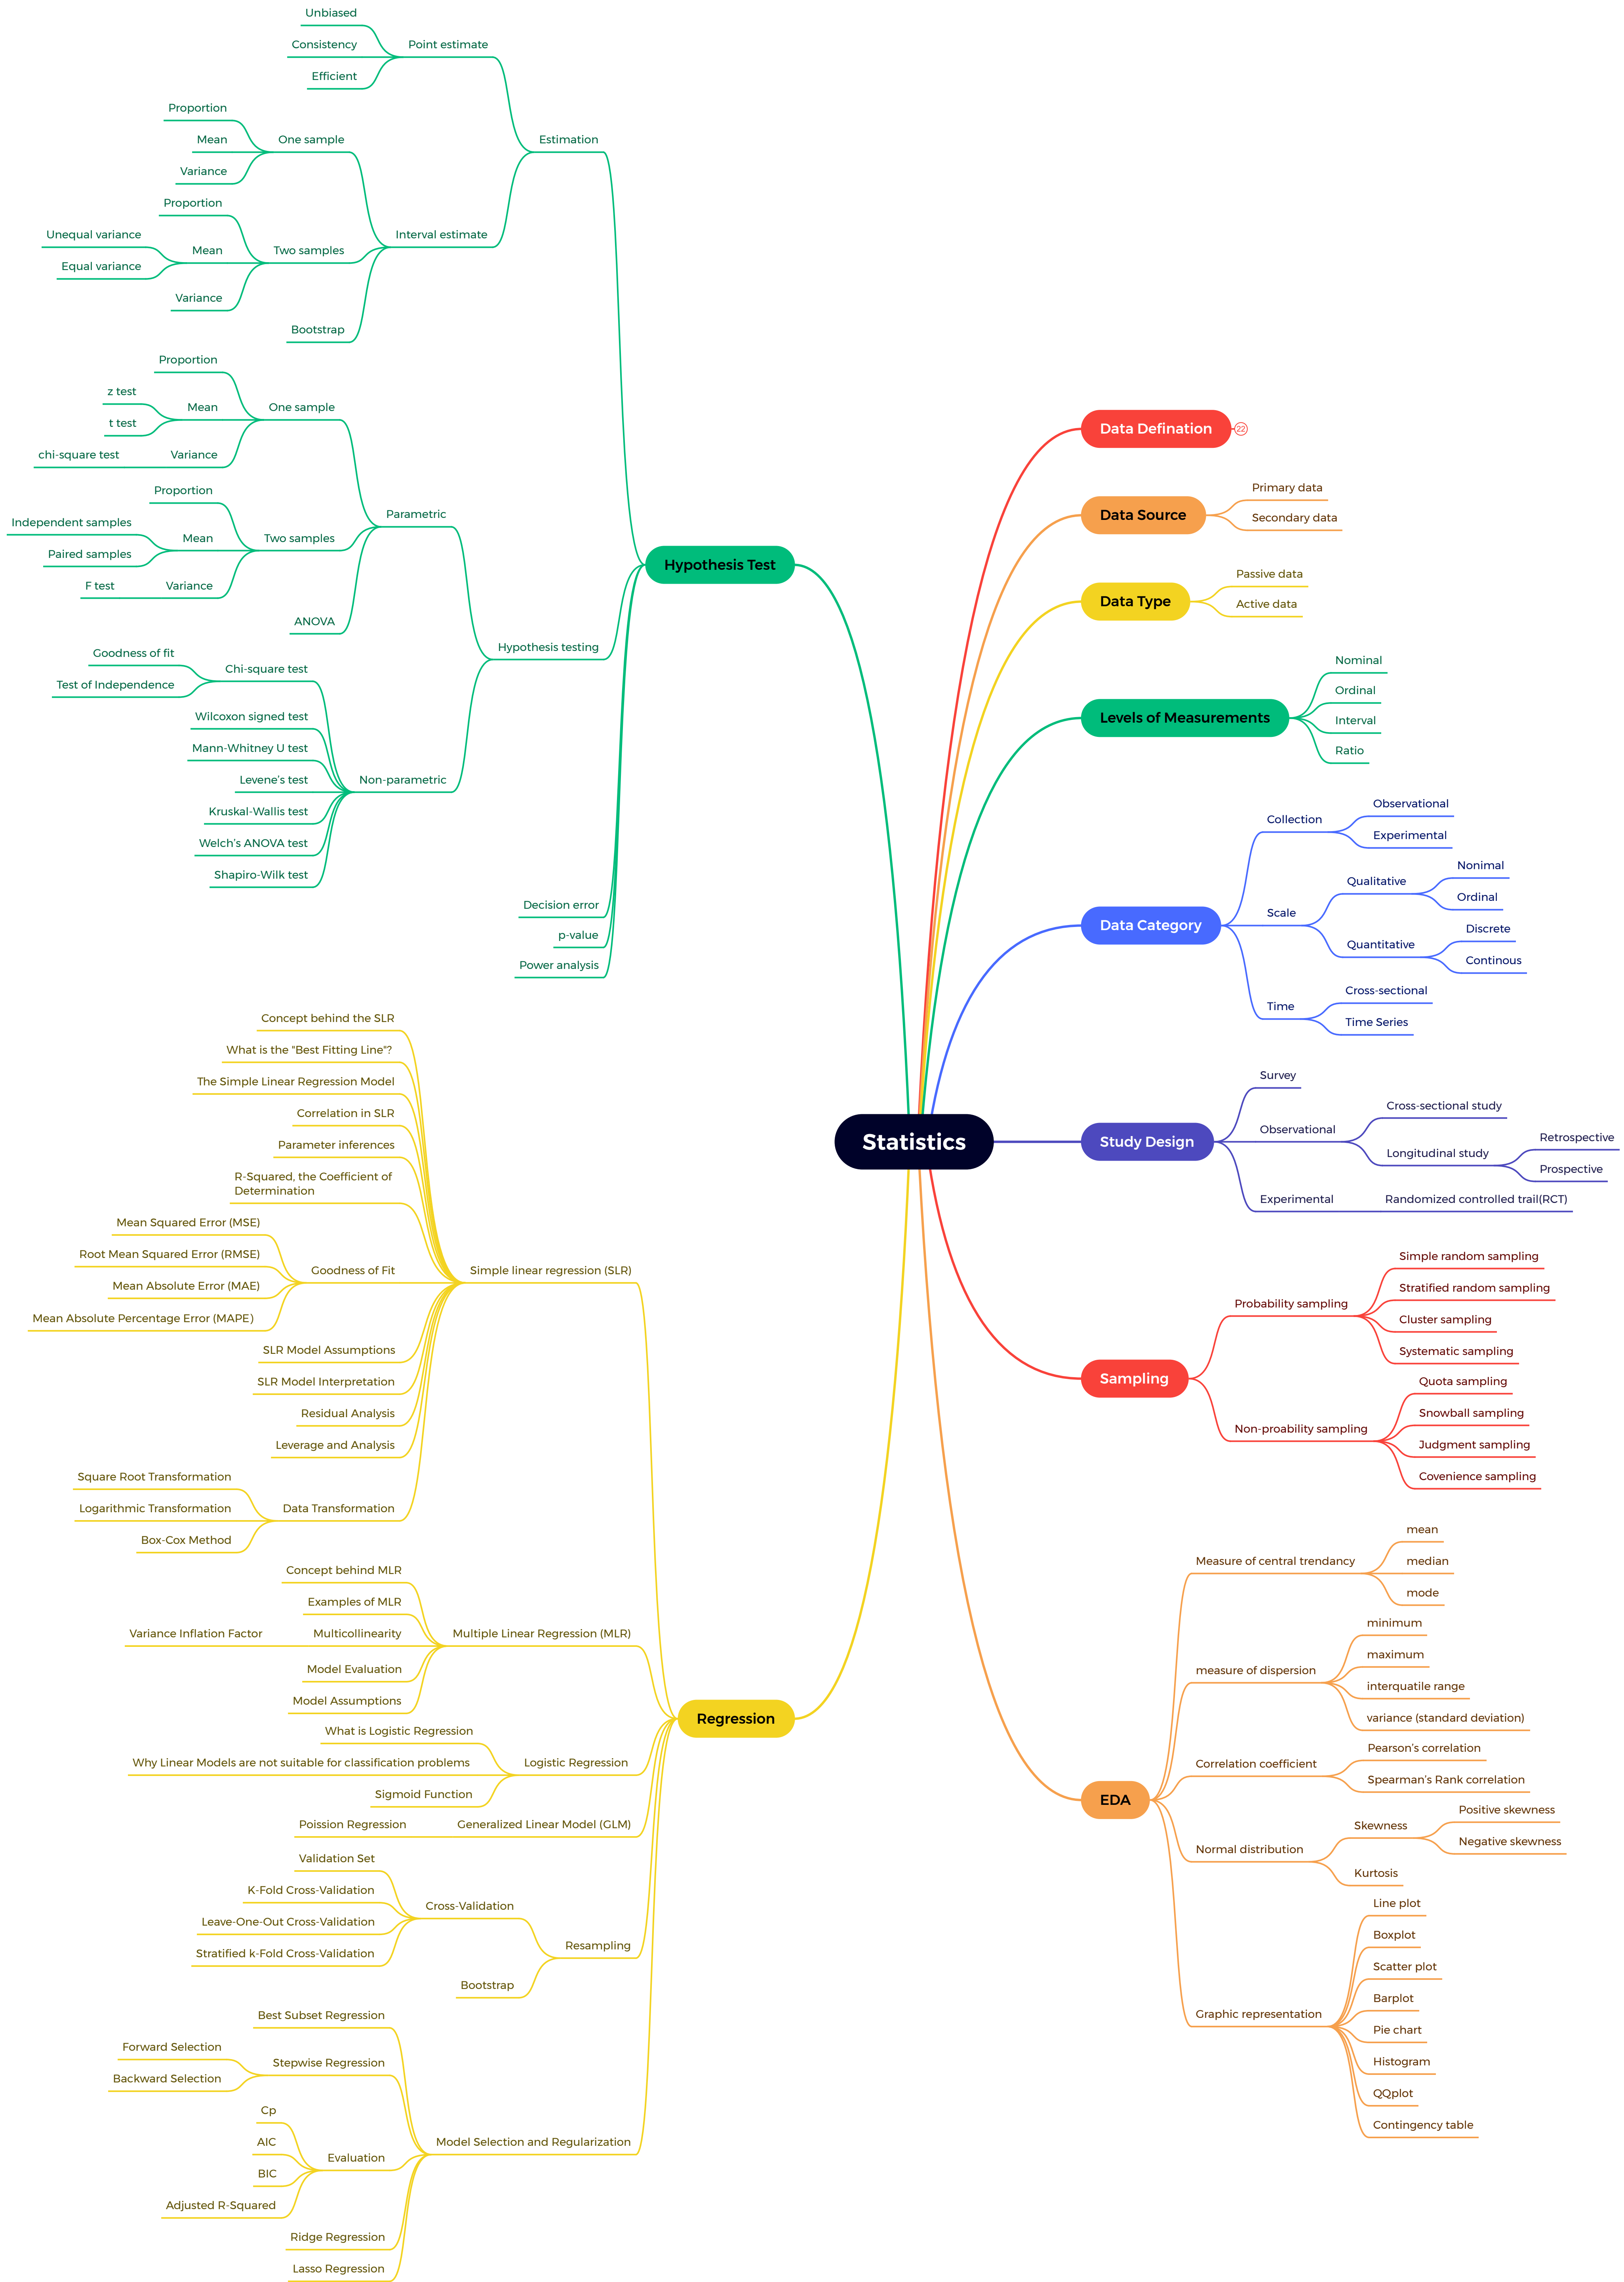 Statistics
Hypothesis Test
Estimation
Point estimate
Unbiased
Consistency
Efficient
Interval estimate
One sample
Proportion
Mean
Variance
Two samples
Proportion
Mean
Unequal variance
Equal variance
Variance
Bootstrap
Hypothesis testing
Parametric
One sample
Proportion
Mean
z test
t test
Variance
chi-square test
Two samples
Proportion
Mean
Independent samples
Paired samples
Variance
F test
ANOVA
Non-parametric
Chi-square test
Goodness of fit
Test of Independence
Wilcoxon signed test
Mann-Whitney U test
Levene's test
Kruskal-Wallis test
Welch's ANOVA test
Shapiro-Wilk test
Decision error
p-value
Power analysis
Regression
Simple linear regression (SLR)
Concept behind the SLR
What is the "Best Fitting Line"?
The Simple Linear Regression Model
Correlation in SLR
Parameter inferences
R-Squared, the Coefficient of
Determination
Goodness of Fit
Mean Squared Error (MSE)
Root Mean Squared Error (RMSE)
Mean Absolute Error (MAE)
Mean Absolute Percentage Error (MAPE)
SLR Model Assumptions
SLR Model Interpretation
Residual Analysis
Leverage and Analysis
Data Transformation
Square Root Transformation
Logarithmic Transformation
Box-Cox Method
Multiple Linear Regression (MLR)
Concept behind MLR
Examples of MLR
Multicollinearity
Variance Inflation Factor
Model Evaluation
Model Assumptions
Logistic Regression
What is Logistic Regression
Why Linear Models are not suitable for classification problems
Sigmoid Function
Generalized Linear Model (GLM)
Poission Regression
Resampling
Cross-Validation
Validation Set
K-Fold Cross-Validation
Leave-One-Out Cross-Validation
Stratified k-Fold Cross-Validation
Bootstrap
Model Selection and Regularization
Best Subset Regression
Stepwise Regression
Forward Selection
Backward Selection
Evaluation
Cp
AIC
BIC
Adjusted R-Squared
Ridge Regression
Lasso Regression
Data Defination
22
Data Source
Primary data
Secondary data
Data Type
Passive data
Active data
Levels of Measurements
Nominal
Ordinal
Interval
Ratio
Data Category
Collection
Observational
Experimental
Scale
Qualitative
Nonimal
Ordinal
Quantitative
Discrete
Continous
Time
Cross-sectional
Time Series
Study Design
Survey
Observational
Cross-sectional study
Longitudinal study
Retrospective
Prospective
Experimental
Randomized controlled trail(RCT)
Sampling
Probability sampling
Simple random sampling
Stratified random sampling
Cluster sampling
Systematic sampling
Non-proability sampling
Quota sampling
Snowball sampling
Judgment sampling
Covenience sampling
EDA
Measure of central trendancy
mean
median
mode
measure of dispersion
minimum
maximum
interquatile range
variance (standard deviation)
Correlation coefficient
Pearson's correlation
Spearman's Rank correlation
Normal distribution
Skewness
Positive skewness
Negative skewness
Kurtosis
Graphic representation
Line plot
Boxplot
Scatter plot
Barplot
Pie chart
Histogram
QQplot
Contingency table